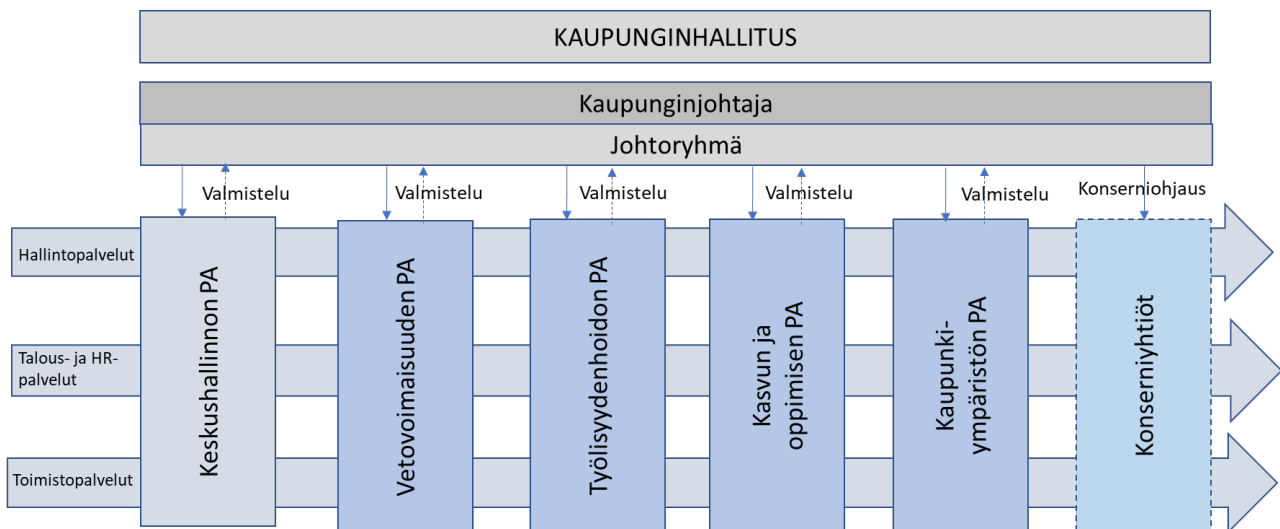 KAUPUNGINHALLITUS
Kaupunginjohtaja
Johtoryhmä
Valmistelu
Valmistelu
Valmistelu
Valmistelu
Valmistelu
Konserniohjaus
Hallintopalvelut
Talous- ja HR-
palvelut
Toimistopalvelut
Keskushallinnon PA
Vetovoimaisuuden PA
Työlisyydenhoidon PA
Kasvun ja
oppimisen PA
Kaupunki-
ympäristön PA
Konserniyhtiöt